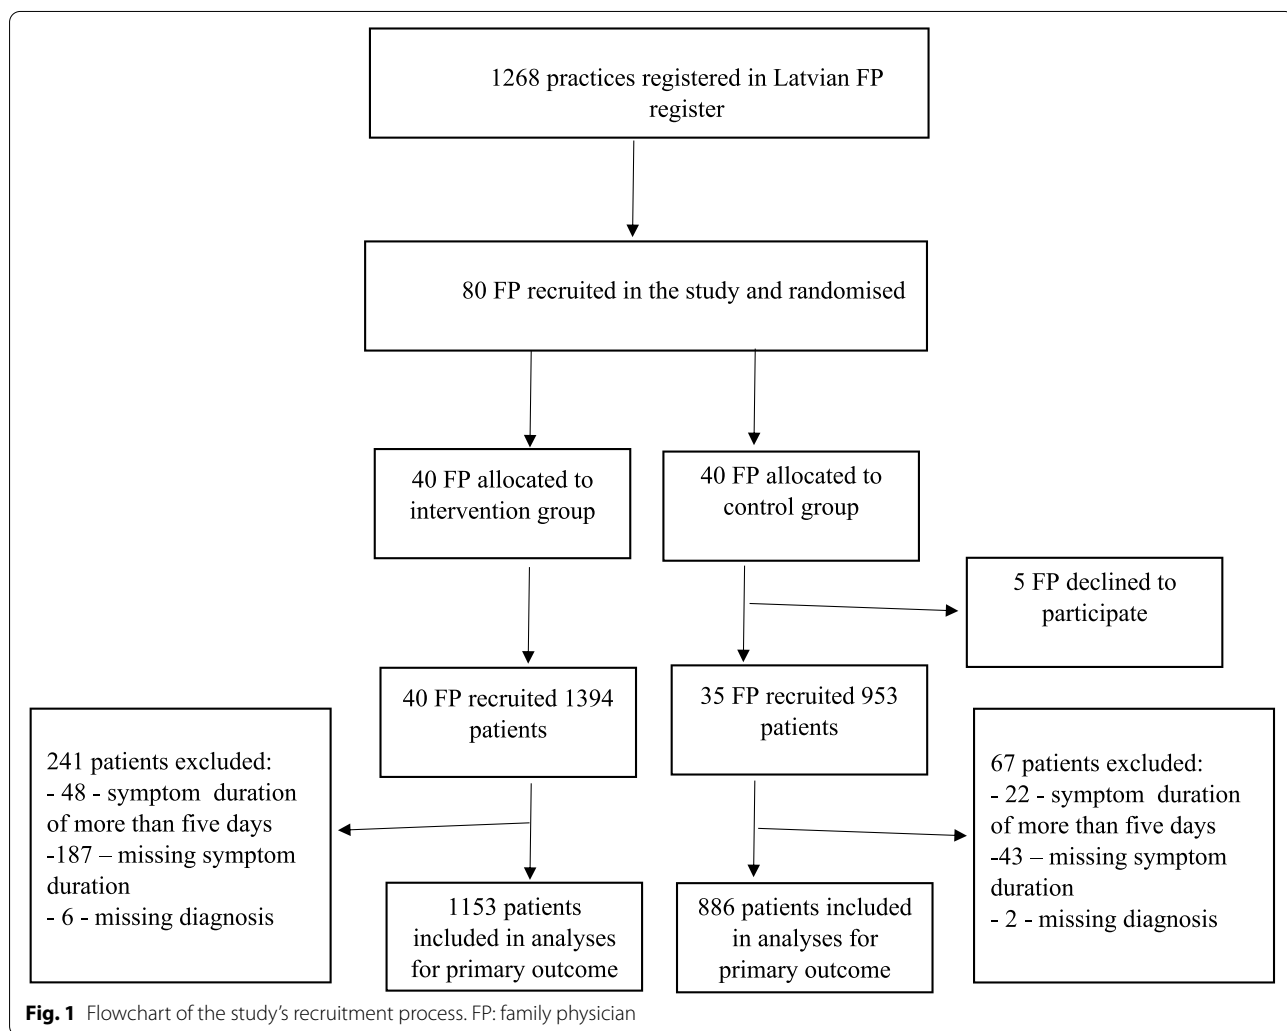 1268 practices registered in Latvian FP
register
80 FP recruited in the study and randomised
40 FP allocated to
intervention group
40 FP allocated to
control group
5 FP declined to
participate
40 FP recruited 1394
patients
35 FP recruited 953
patients
241 patients excluded:
- 48 - symptom duration
of more than five days
-187 – missing symptom
duration
- 6 - missing diagnosis
67 patients excluded:
- 22 - symptom duration
of more than five days
-43 – missing symptom
duration
- 2 - missing diagnosis
1153 patients
included in analyses
for primary outcome
886 patients included
in analyses for
primary outcome
Fig. 1 Flowchart of the study’s recruitment process. FP: family physician